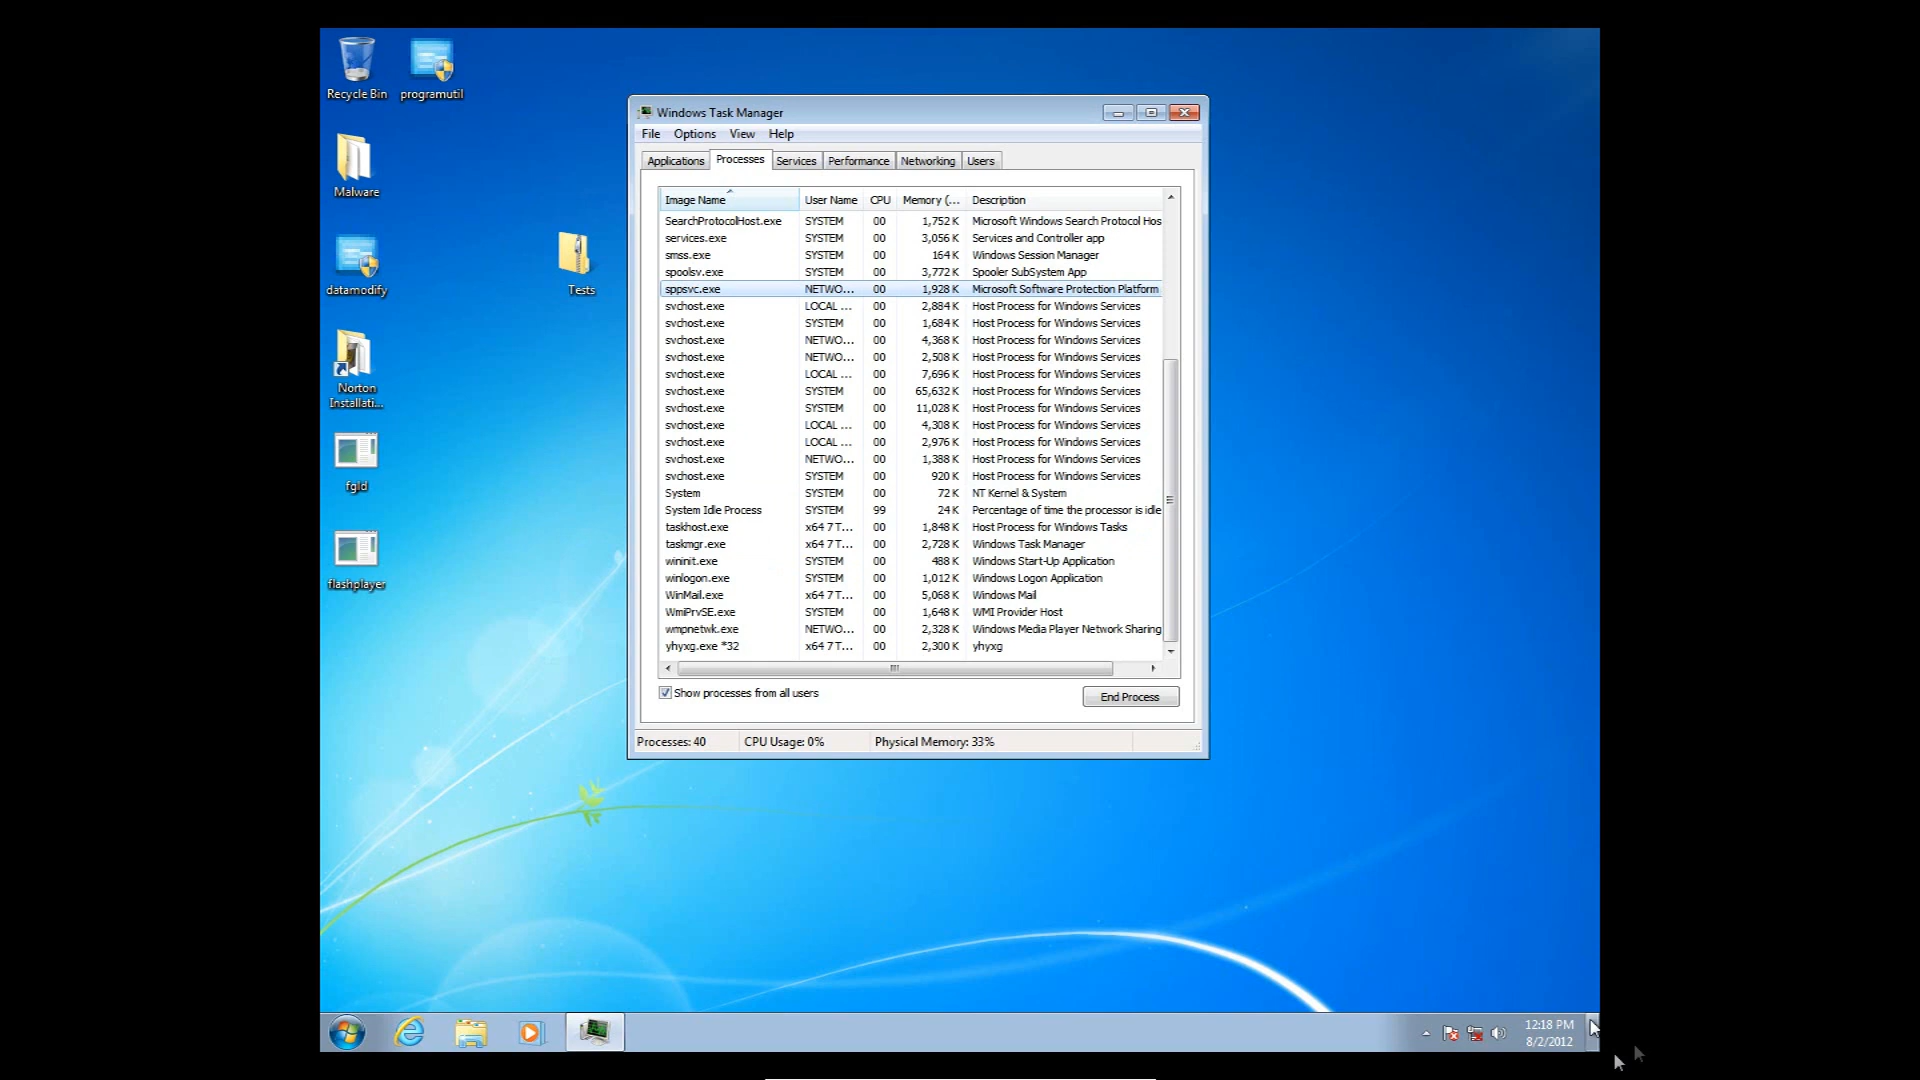 Recycle Bin
programutil
Malware
datamodify
Tests
Norton
Installati...
fgld
flashplayer
Windows Task Manager
File Options View Help
Applications Processes Services Performance Networking Users
Image Name User Name CPU Memory (... Description
SearchProtocolHost.exe SYSTEM 00 1,752 K Microsoft Windows Search Protocol Hos
services.exe SYSTEM 00 3,056 K Services and Controller app
smss.exe SYSTEM 00 164 K Windows Session Manager
spoolsv.exe SYSTEM 00 3,772 K Spooler SubSystem App
sppsvc.exe NETWO... 00 1,928 K Microsoft Software Protection Platform
svchost.exe LOCAL ... 00 2,884 K Host Process for Windows Services
svchost.exe SYSTEM 00 1,684 K Host Process for Windows Services
svchost.exe NETWO... 00 4,368 K Host Process for Windows Services
svchost.exe NETWO... 00 2,508 K Host Process for Windows Services
svchost.exe LOCAL ... 00 7,696 K Host Process for Windows Services
svchost.exe SYSTEM 00 65,632 K Host Process for Windows Services
svchost.exe SYSTEM 00 11,028 K Host Process for Windows Services
svchost.exe LOCAL ... 00 4,308 K Host Process for Windows Services
svchost.exe LOCAL ... 00 2,976 K Host Process for Windows Services
svchost.exe NETWO... 00 1,388 K Host Process for Windows Services
svchost.exe SYSTEM 00 920 K Host Process for Windows Services
System SYSTEM 00 72 K NT Kernel & System
System Idle Process SYSTEM 99 24 K Percentage of time the processor is idle
taskhost.exe x64 7 T... 00 1,848 K Host Process for Windows Tasks
taskmgr.exe x64 7 T... 00 2,728 K Windows Task Manager
wininit.exe SYSTEM 00 488 K Windows Start-Up Application
winlogon.exe SYSTEM 00 1,012 K Windows Logon Application
WinMail.exe x64 7 T... 00 5,068 K Windows Mail
WmiPrvSE.exe SYSTEM 00 1,648 K WMI Provider Host
wmpnetwk.exe NETWO... 00 2,328 K Windows Media Player Network Sharing
yhyxg.exe *32 x64 7 T... 00 2,300 K yhyxg
Show processes from all users
End Process
Processes: 40 CPU Usage: 0% Physical Memory: 33%
12:18 PM
8/2/2012